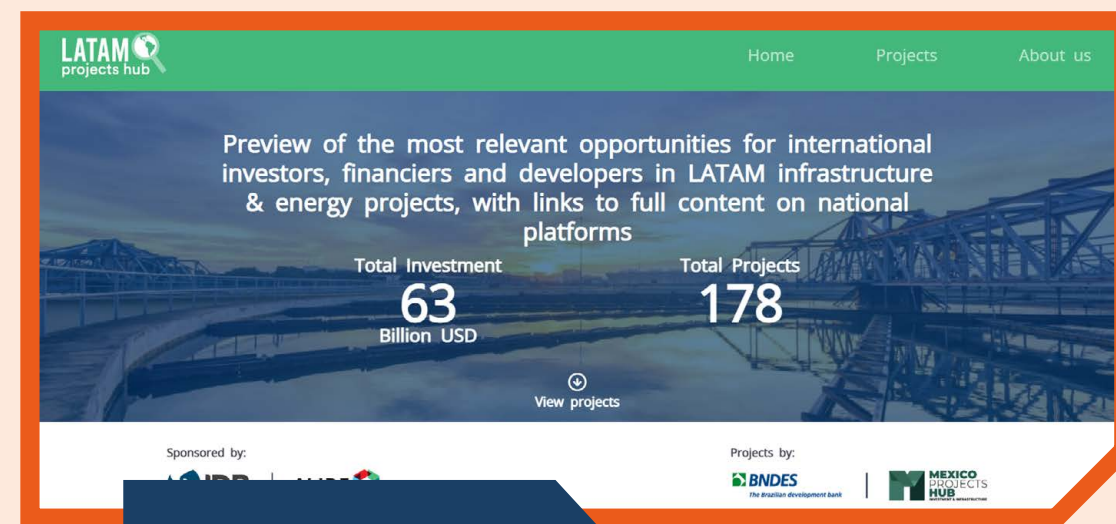 LATAM
projects hub
Home Projects About us
Preview of the most relevant opportunities for international
investors, financiers and developers in LATAM infrastructure
& energy projects, with links to full content on national
platforms
Total Investment
63
Billion USD
Total Projects
178
View projects
Sponsored by:
Projects by:
BNDES
The Brazilian development bank
MEXICO
PROJECTS
HUB
INVESTMENT & INFRASTRUCTURE